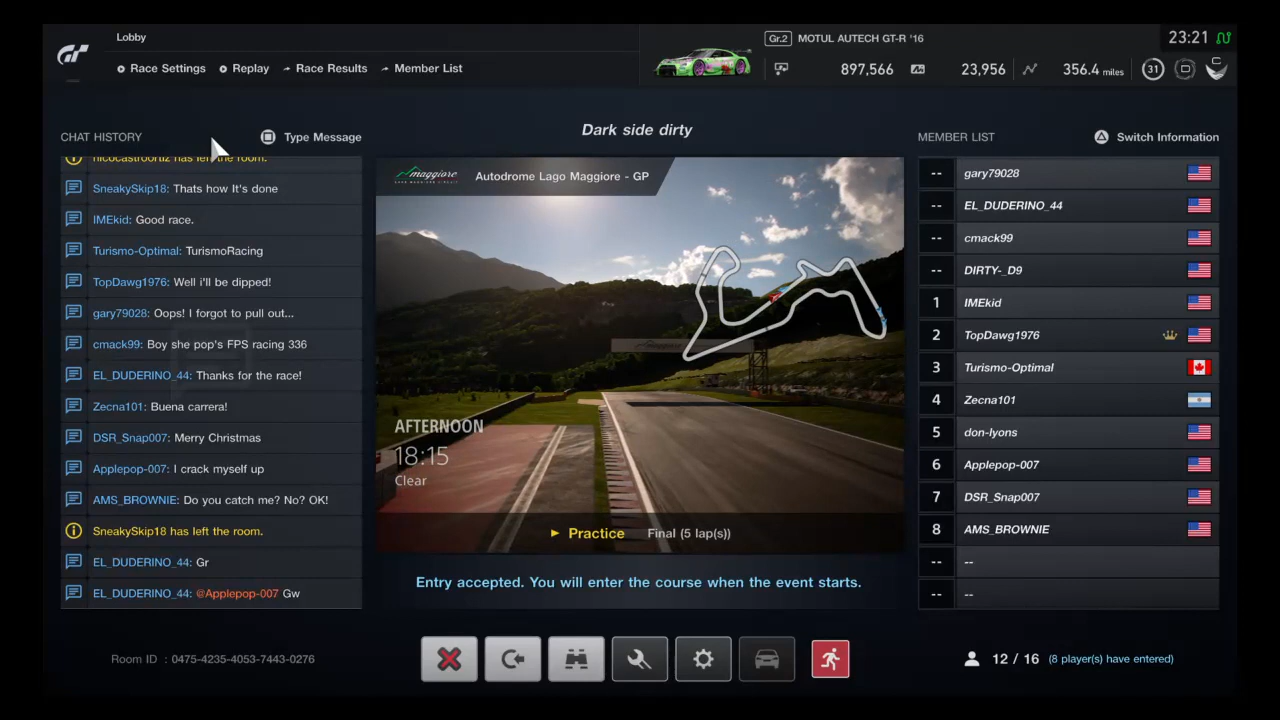 Lobby
Race Settings Replay Race Results Member List
Gr.2 MOTUL AUTECH GT-R '16
23:21
897,566 23,956 356.4 miles 31
CHAT HISTORY Type Message
nicocastroortiz has left the room.
SneakySkip18: Thats how It's done
IMEkid: Good race.
Turismo-Optimal: TurismoRacing
TopDawg1976: Well i'll be dipped!
gary79028: Oops! I forgot to pull out...
cmack99: Boy she pop's FPS racing 336
EL_DUDERINO_44: Thanks for the race!
Zecna101: Buena carrera!
DSR_Snap007: Merry Christmas
Applepop-007: I crack myself up
AMS_BROWNIE: Do you catch me? No? OK!
SneakySkip18 has left the room.
EL_DUDERINO_44: Gr
EL_DUDERINO_44: @Applepop-007 Gw
Dark side dirty
maggiore
Autodrome Lago Maggiore - GP
AFTERNOON
18:15
Clear
Practice Final (5 lap(s))
Entry accepted. You will enter the course when the event starts.
MEMBER LIST Switch Information
-- gary79028
-- EL_DUDERINO_44
-- cmack99
-- DIRTY-_D9
1 IMEkid
2 TopDawg1976
3 Turismo-Optimal
4 Zecna101
5 don-lyons
6 Applepop-007
7 DSR_Snap007
8 AMS_BROWNIE
-- --
-- --
Room ID : 0475-4235-4053-7443-0276
12 / 16 (8 player(s) have entered)